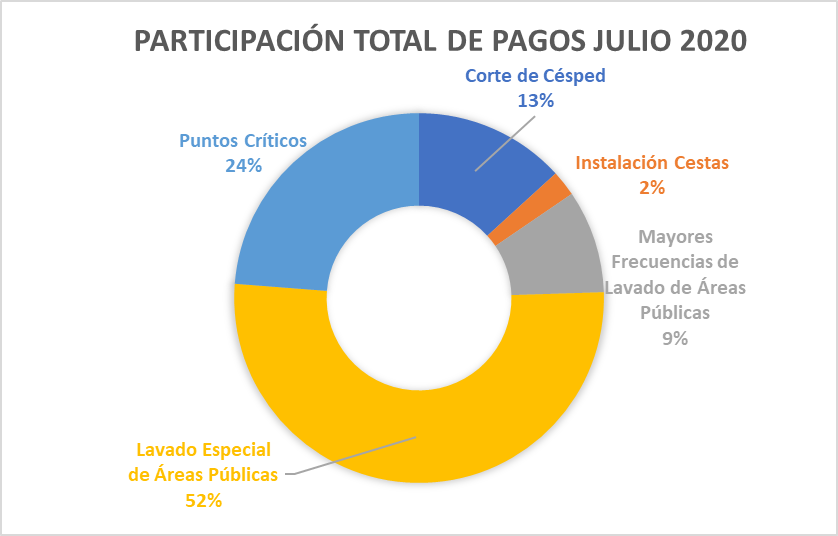 PARTICIPACIÓN TOTAL DE PAGOS JULIO 2020
Corte de Césped
13%
Puntos Críticos
24%
Instalación Cestas
2%
Mayores
Frecuencias de
Lavado de Áreas
Públicas
9%
Lavado Especial
de Áreas Públicas
52%